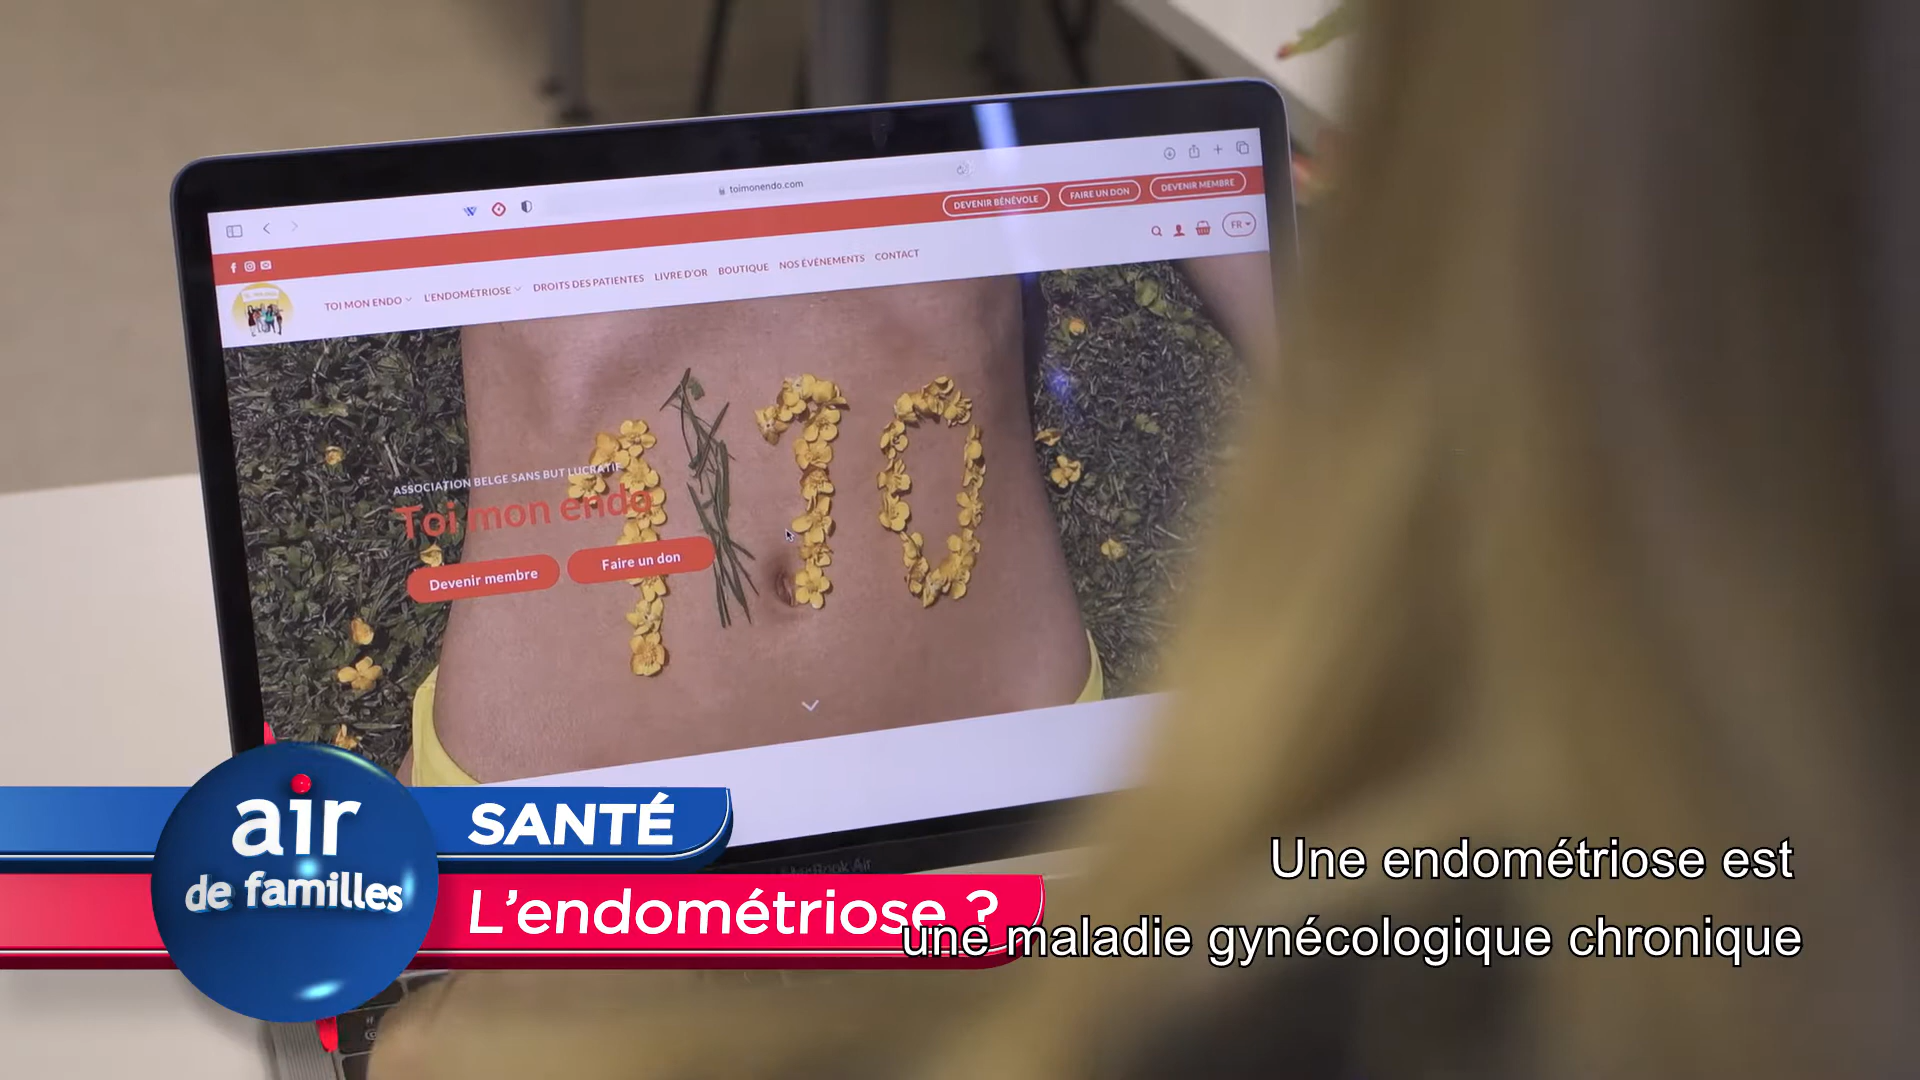 toimonendo.com
DEVENIR BÉNÉVOLE
FAIRE UN DON
DEVENIR MEMBRE
FR
TOI MON ENDO
L'ENDOMÉTRIOSE
DROITS DES PATIENTES
LIVRE D'OR
BOUTIQUE
NOS ÉVÉNEMENTS
CONTACT
1 10
ASSOCIATION BELGE SANS BUT LUCRATIF
Toi mon endo
Devenir membre
Faire un don
MacBook Air
air
de familles
SANTÉ
L'endométriose ?
Une endométriose est
une maladie gynécologique chronique